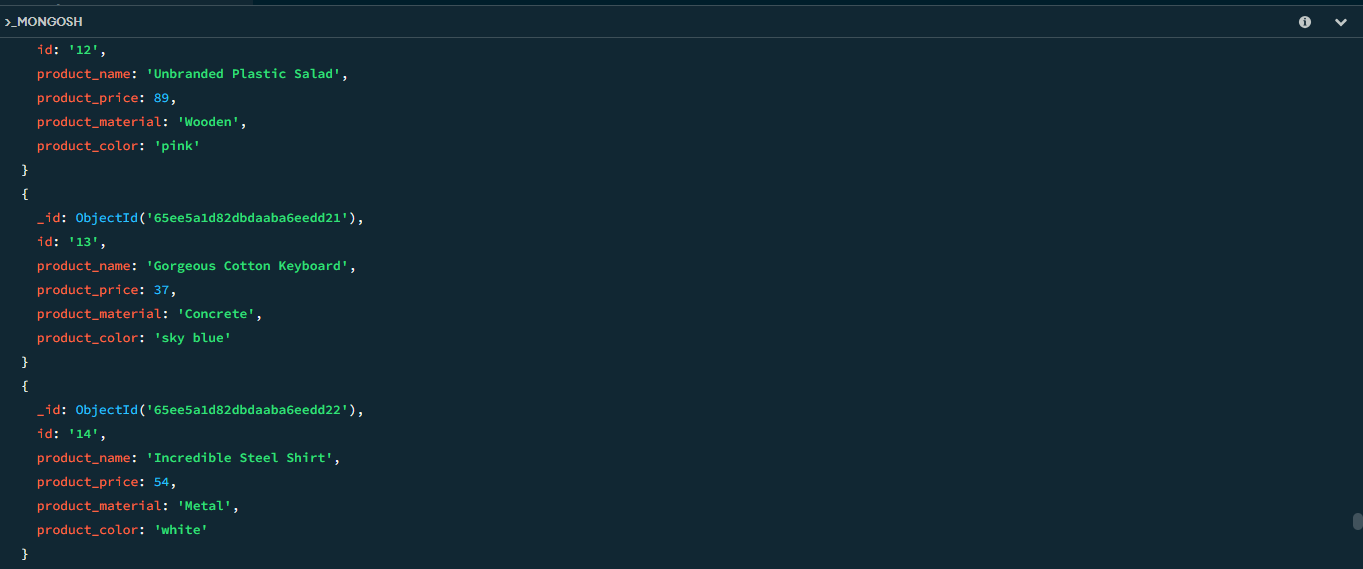 >_MONGOSH
id: '12',
product_name: 'Unbranded Plastic Salad',
product_price: 89,
product_material: 'Wooden',
product_color: 'pink'
}
{
_id: ObjectId('65ee5a1d82dbdaaba6eedd21'),
id: '13',
product_name: 'Gorgeous Cotton Keyboard',
product_price: 37,
product_material: 'Concrete',
product_color: 'sky blue'
}
{
_id: ObjectId('65ee5a1d82dbdaaba6eedd22'),
id: '14',
product_name: 'Incredible Steel Shirt',
product_price: 54,
product_material: 'Metal',
product_color: 'white'
}